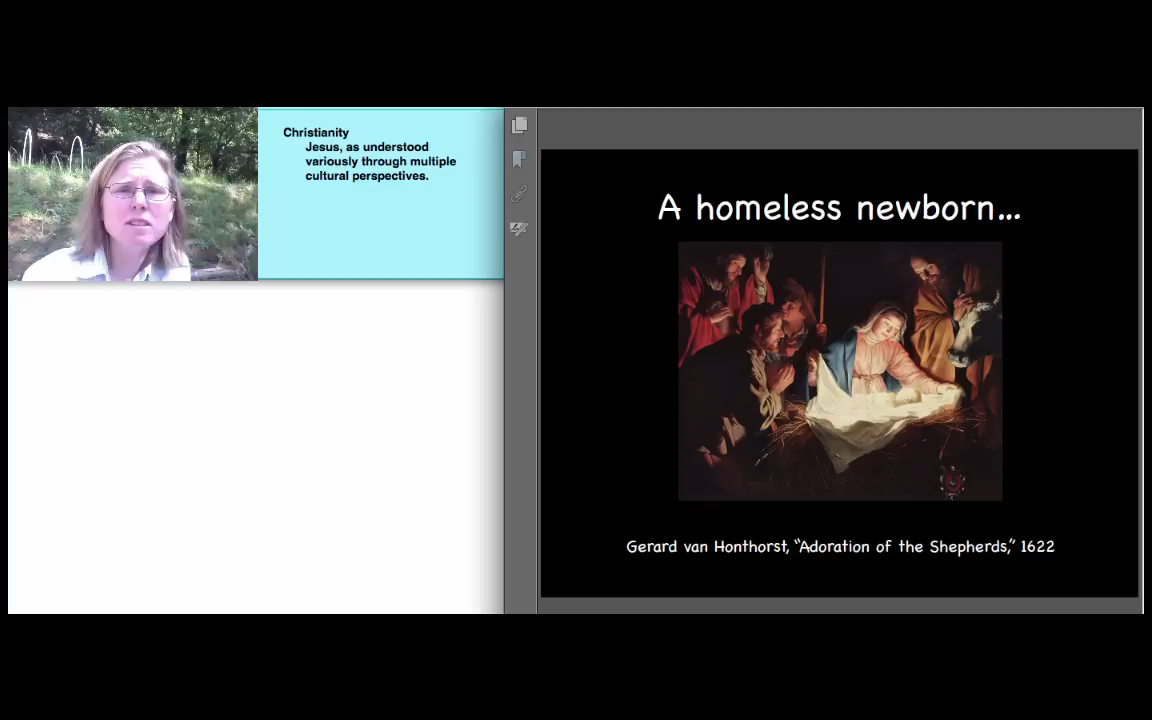 Christianity
Jesus, as understood
variously through multiple
cultural perspectives.
A homeless newborn...
Gerard van Honthorst, “Adoration of the Shepherds,” 1622